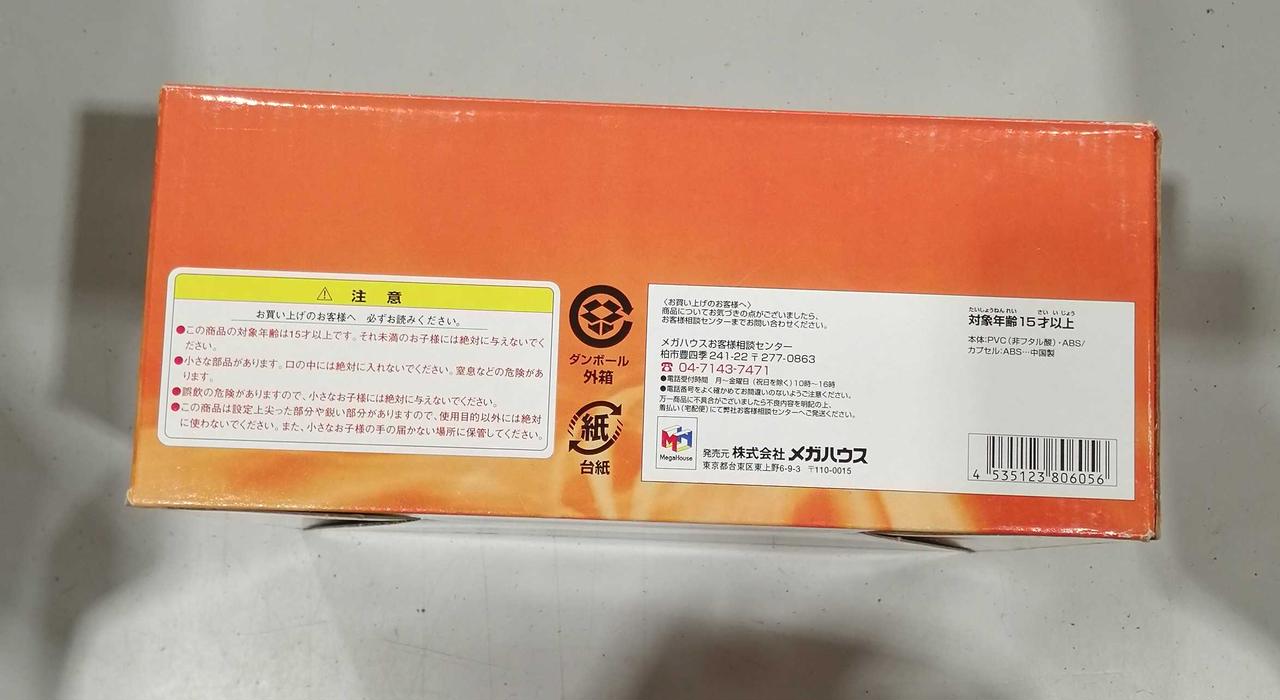 ⚠ 注 意
お買い上げのお客様へ 必ずお読みください。
●この商品の対象年齢は15才以上です。それ未満のお子様には絶対に与えないでく
ださい。
●小さな部品があります。口の中には絶対に入れないでください。窒息などの危険があ
ります。
●誤飲の危険がありますので、小さなお子様には絶対に与えないでください。
●この商品は設定上尖った部分や鋭い部分がありますので、使用目的以外には絶対
に使わないでください。また、小さなお子様の手の届かない場所に保管してください。
ダンボール
外箱
紙
台紙
〈お買い上げのお客様へ〉
商品についてお気づきの点がございましたら、
お客様相談センターまでお問い合わせください。
メガハウスお客様相談センター
柏市豊四季241-22 〒277-0863
☎ 04-7143-7471
●電話受付時間 月〜金曜日(祝日を除く)10時〜16時
●電話番号をよく確かめてお間違いのないようご注意ください。
万一商品に不具合がございましたら不良内容を明記の上、
着払い(宅配便)にて弊社お客様相談センターへご発送ください。
MegaHouse
発売元 株式会社 メガハウス
東京都台東区東上野6-9-3 〒110-0015
たいしょうねんれい さい い じょう
対象年齢15才以上
本体:PVC(非フタル酸)・ABS/
カプセル:ABS…中国製
4 535123 806056